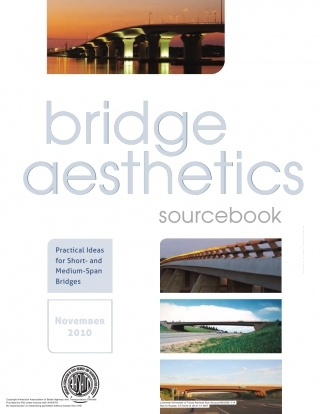 bridge
aesthetics
sourcebook
Practical Ideas
for Short- and
Medium-Span
Bridges
November
2010